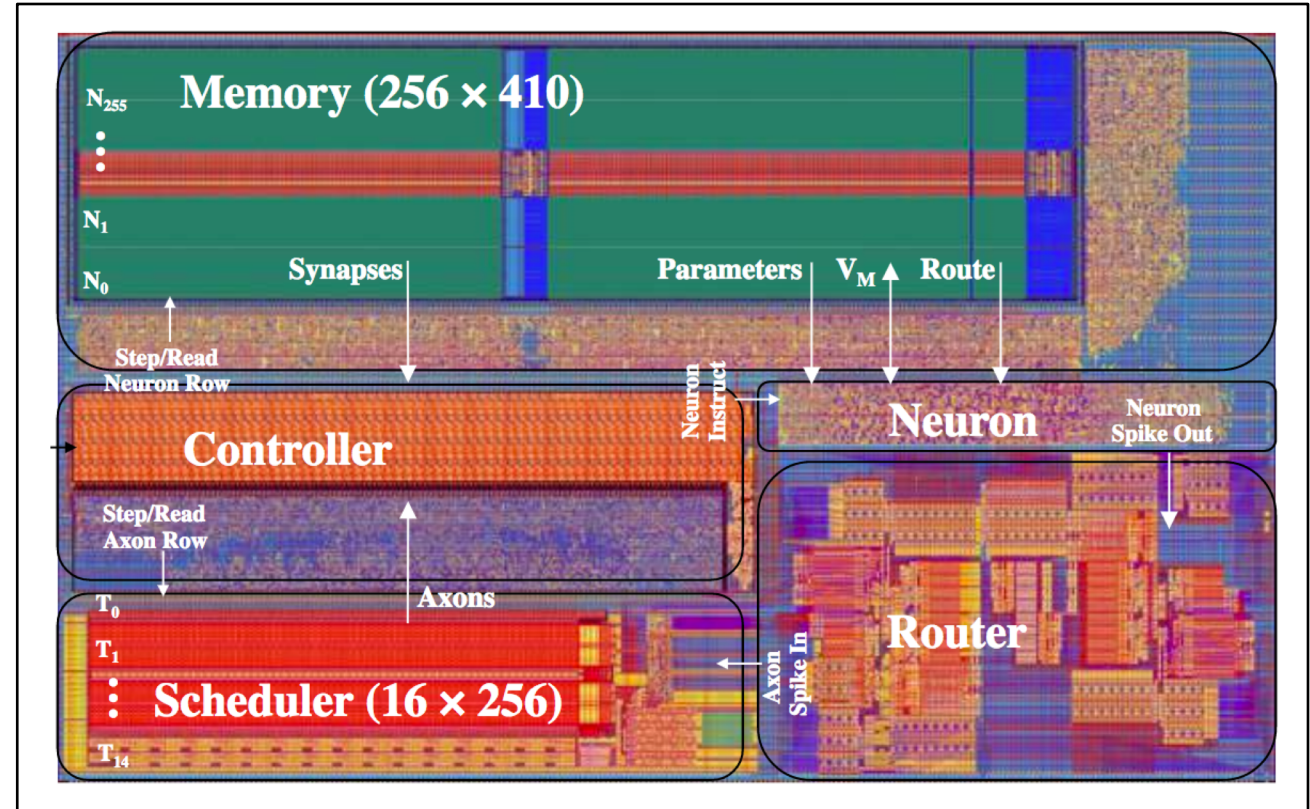 Memory (256 × 410)
N255
N1
N0
Synapses
Parameters
VM
Route
Step/Read
Neuron Row
Neuron
Instruct
Controller
Neuron
Neuron
Spike Out
Step/Read
Axon Row
Axons
T0
T1
Scheduler (16 × 256)
T14
Axon
Spike In
Router